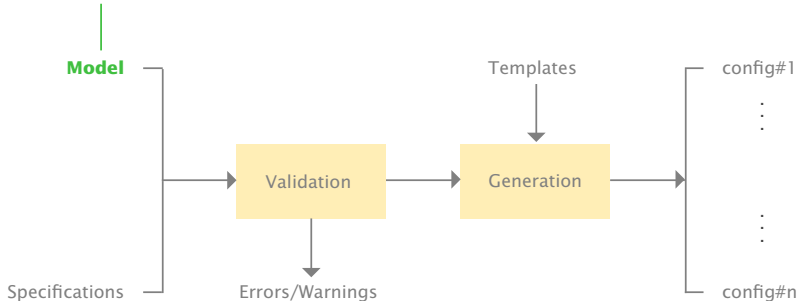 Model
Templates
config#1
Validation
Generation
Specifications
Errors/Warnings
config#n